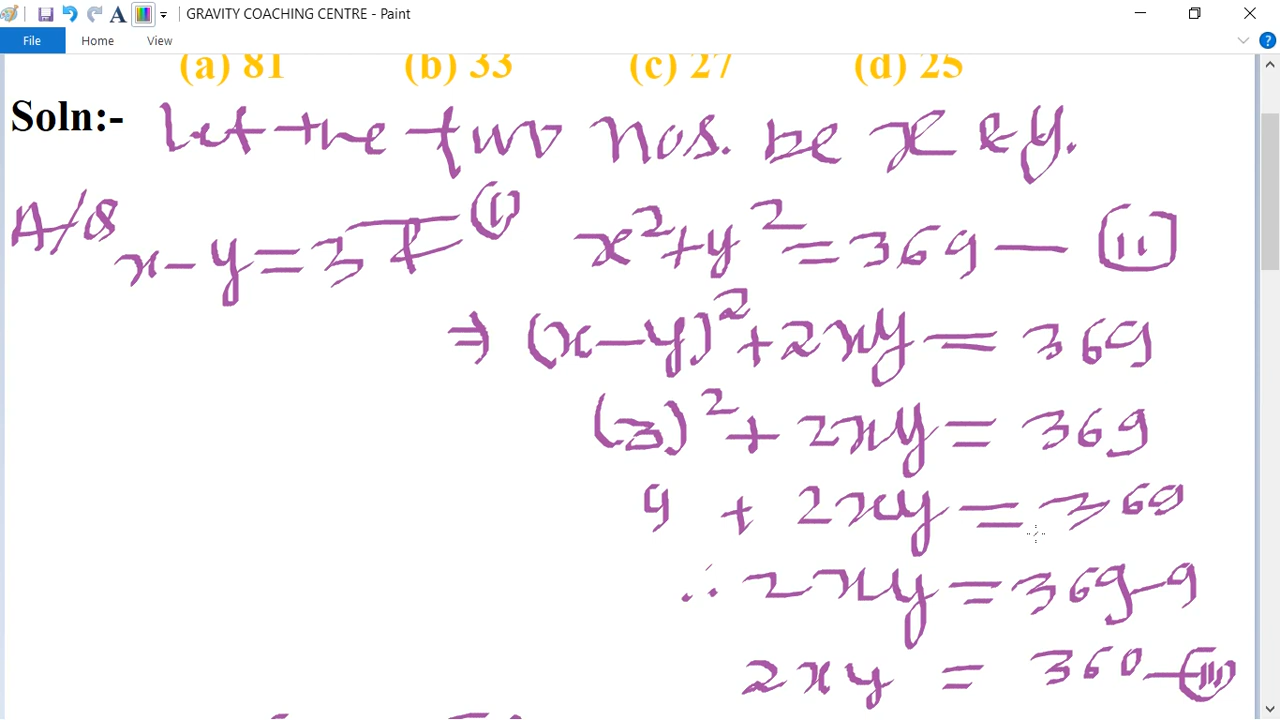 GRAVITY COACHING CENTRE - Paint
File Home View
(a) 81 (b) 33 (c) 27 (d) 25
Soln:- Let the two nos. be x & y.
A/Q x - y = 3 — (i) & x² + y² = 369 — (ii)
⇒ (x - y)² + 2xy = 369
(3)² + 2xy = 369
9 + 2xy = 369
∴ 2xy = 369 - 9
2xy = 360 — (iii)